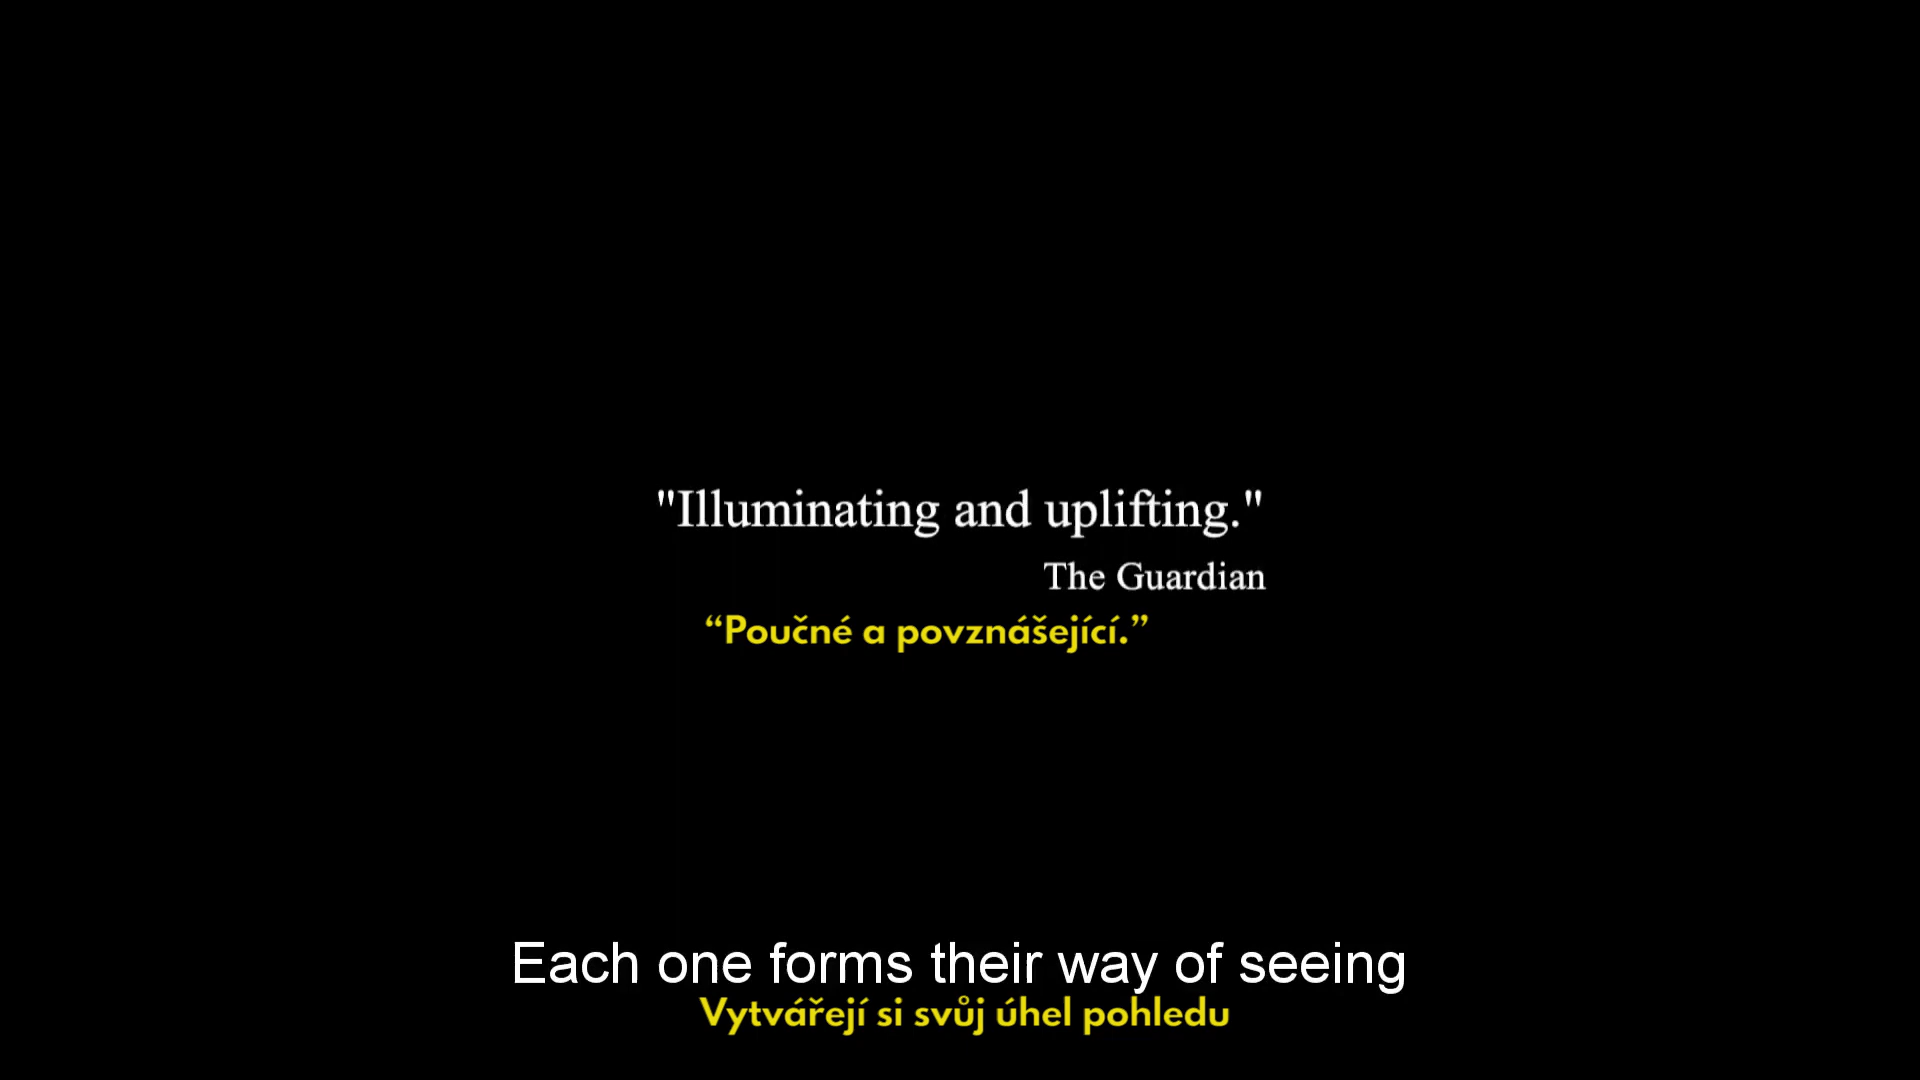 "Illuminating and uplifting."
The Guardian
“Poučné a povznášející.”
Each one forms their way of seeing
Vytvářejí si svůj úhel pohledu